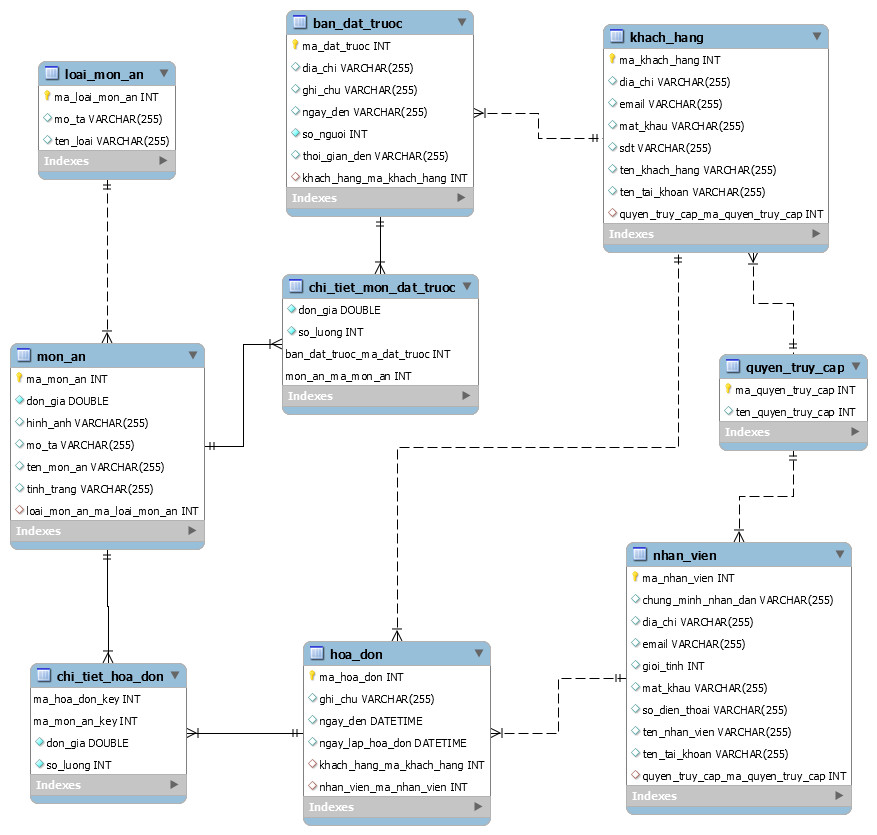 loai_mon_an
ma_loai_mon_an INT
mo_ta VARCHAR(255)
ten_loai VARCHAR(255)
Indexes
ban_dat_truoc
ma_dat_truoc INT
dia_chi VARCHAR(255)
ghi_chu VARCHAR(255)
ngay_den VARCHAR(255)
so_nguoi INT
thoi_gian_den VARCHAR(255)
khach_hang_ma_khach_hang INT
Indexes
khach_hang
ma_khach_hang INT
dia_chi VARCHAR(255)
email VARCHAR(255)
mat_khau VARCHAR(255)
sdt VARCHAR(255)
ten_khach_hang VARCHAR(255)
ten_tai_khoan VARCHAR(255)
quyen_truy_cap_ma_quyen_truy_cap INT
Indexes
chi_tiet_mon_dat_truoc
don_gia DOUBLE
so_luong INT
ban_dat_truoc_ma_dat_truoc INT
mon_an_ma_mon_an INT
Indexes
mon_an
ma_mon_an INT
don_gia DOUBLE
hinh_anh VARCHAR(255)
mo_ta VARCHAR(255)
ten_mon_an VARCHAR(255)
tinh_trang VARCHAR(255)
loai_mon_an_ma_loai_mon_an INT
Indexes
quyen_truy_cap
ma_quyen_truy_cap INT
ten_quyen_truy_cap INT
Indexes
nhan_vien
ma_nhan_vien INT
chung_minh_nhan_dan VARCHAR(255)
dia_chi VARCHAR(255)
email VARCHAR(255)
gioi_tinh INT
mat_khau VARCHAR(255)
so_dien_thoai VARCHAR(255)
ten_nhan_vien VARCHAR(255)
ten_tai_khoan VARCHAR(255)
quyen_truy_cap_ma_quyen_truy_cap INT
Indexes
chi_tiet_hoa_don
ma_hoa_don_key INT
ma_mon_an_key INT
don_gia DOUBLE
so_luong INT
Indexes
hoa_don
ma_hoa_don INT
ghi_chu VARCHAR(255)
ngay_den DATETIME
ngay_lap_hoa_don DATETIME
khach_hang_ma_khach_hang INT
nhan_vien_ma_nhan_vien INT
Indexes